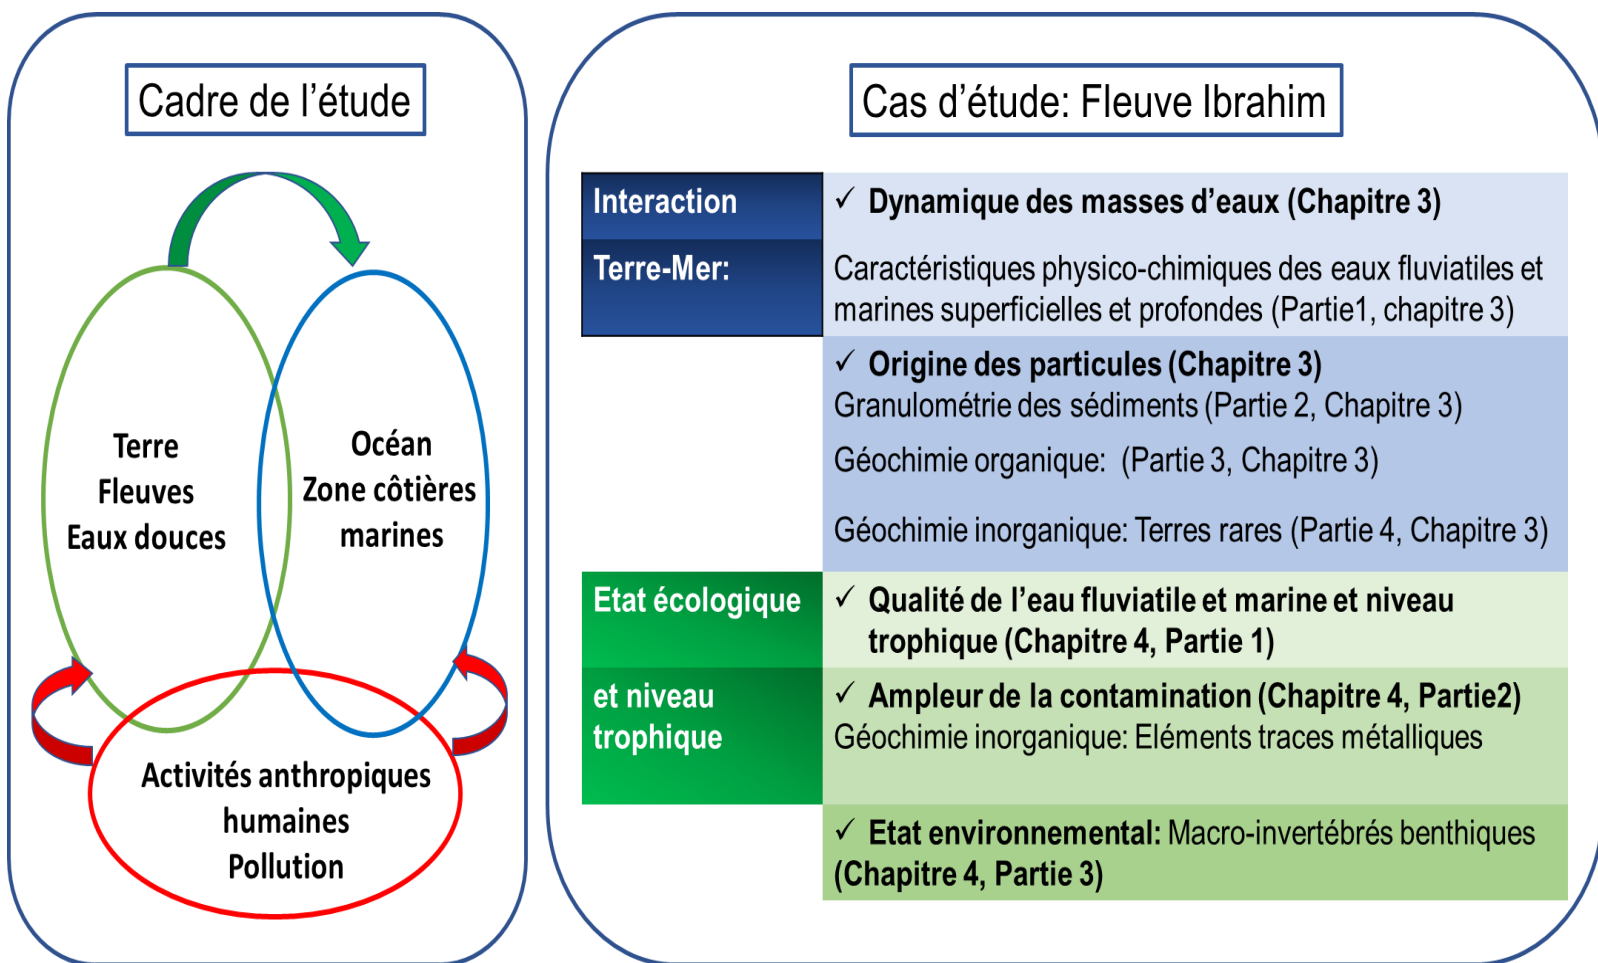 Cadre de l’étude
Terre
Fleuves
Eaux douces
Océan
Zone côtières
marines
Activités anthropiques
humaines
Pollution
Cas d’étude: Fleuve Ibrahim
Interaction
Terre-Mer:
✓ Dynamique des masses d’eaux (Chapitre 3)
Caractéristiques physico-chimiques des eaux fluviatiles et
marines superficielles et profondes (Partie1, chapitre 3)
✓ Origine des particules (Chapitre 3)
Granulométrie des sédiments (Partie 2, Chapitre 3)
Géochimie organique: (Partie 3, Chapitre 3)
Géochimie inorganique: Terres rares (Partie 4, Chapitre 3)
Etat écologique
et niveau
trophique
✓ Qualité de l’eau fluviatile et marine et niveau
trophique (Chapitre 4, Partie 1)
✓ Ampleur de la contamination (Chapitre 4, Partie2)
Géochimie inorganique: Eléments traces métalliques
✓ Etat environnemental: Macro-invertébrés benthiques
(Chapitre 4, Partie 3)